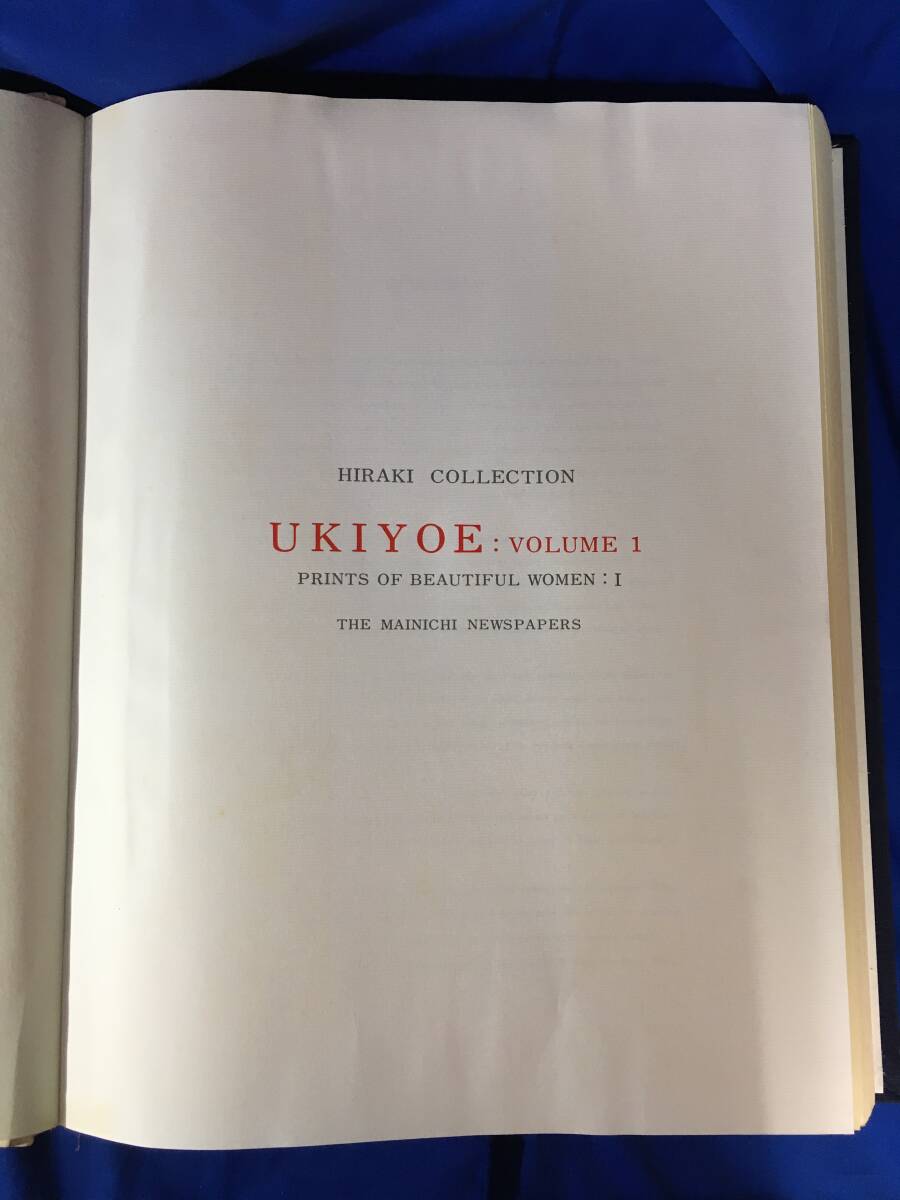 HIRAKI COLLECTION
UKIYOE: VOLUME 1
PRINTS OF BEAUTIFUL WOMEN: I
THE MAINICHI NEWSPAPERS